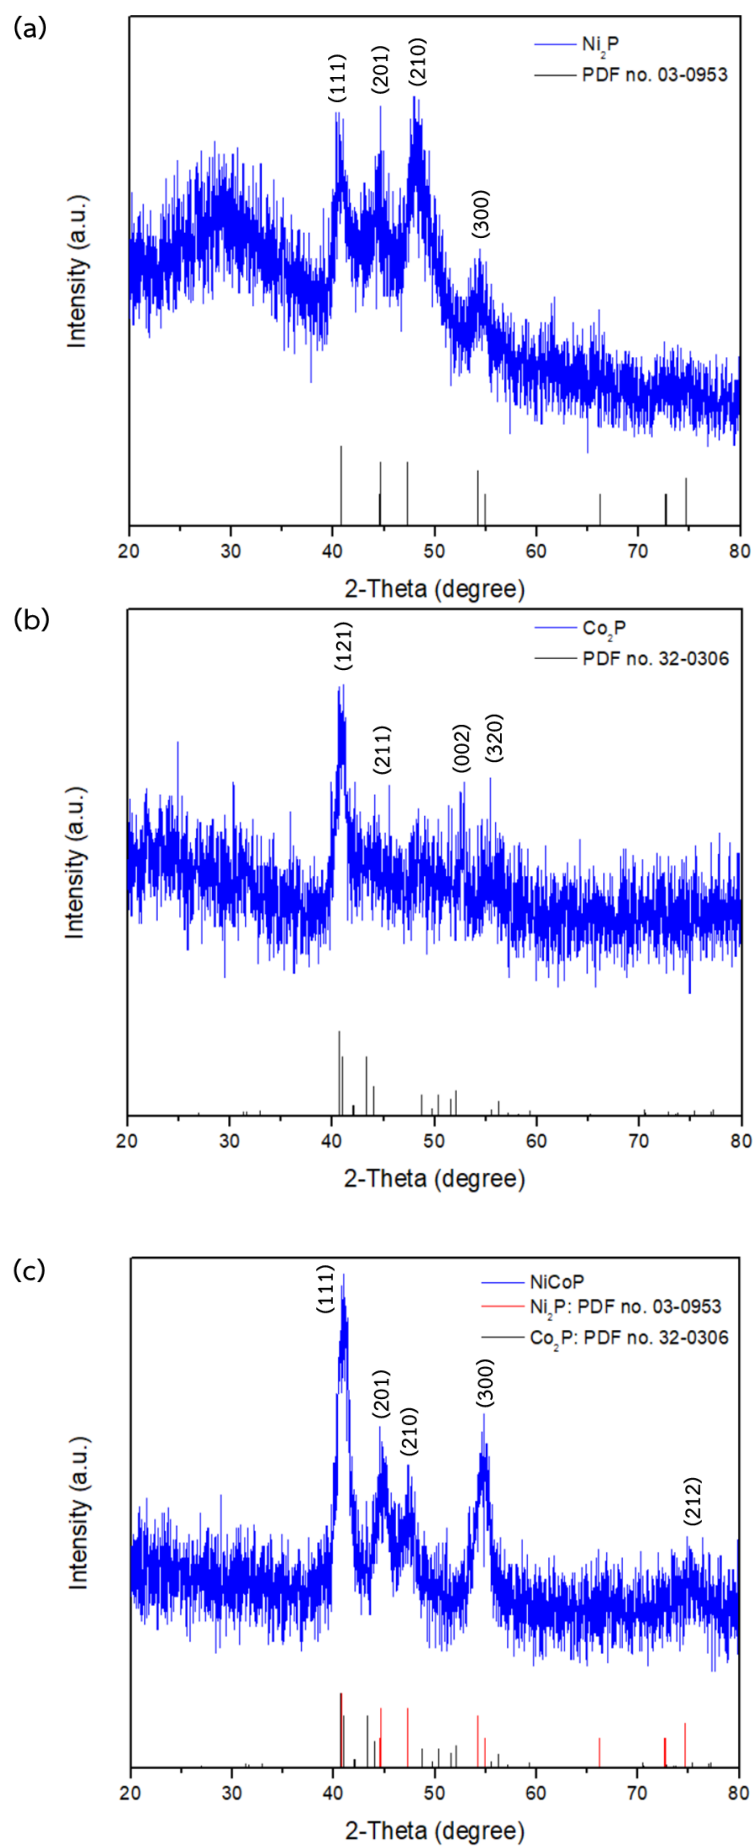 (a)
Ni2P
PDF no. 03-0953
(111)
(201)
(210)
(300)
Intensity (a.u.)
20 30 40 50 60 70 80
2-Theta (degree)
(b)
Co2P
PDF no. 32-0306
(121)
(211)
(002)
(320)
Intensity (a.u.)
20 30 40 50 60 70 80
2-Theta (degree)
(c)
NiCoP
Ni2P: PDF no. 03-0953
Co2P: PDF no. 32-0306
(111)
(201)
(210)
(300)
(212)
Intensity (a.u.)
20 30 40 50 60 70 80
2-Theta (degree)